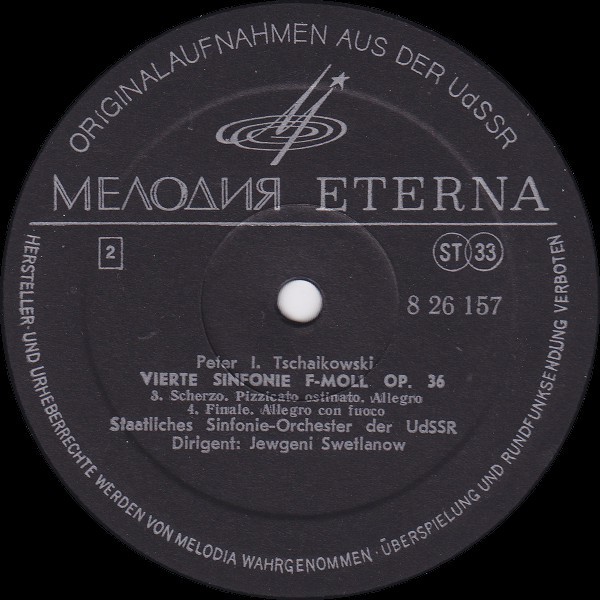 ORIGINALAUFNAHMEN AUS DER UdSSR
МЕЛОДИЯ ETERNA
2
ST 33
8 26 157
Peter I. Tschaikowski
VIERTE SINFONIE F-MOLL OP. 36
3. Scherzo. Pizzicato ostinato. Allegro
4. Finale. Allegro con fuoco
Staatliches Sinfonie-Orchester der UdSSR
Dirigent: Jewgeni Swetlanow
HERSTELLER- UND URHEBERRECHTE WERDEN VON MELODIA WAHRGENOMMEN · ÜBERSPIELUNG UND RUNDFUNKSENDUNG VERBOTEN